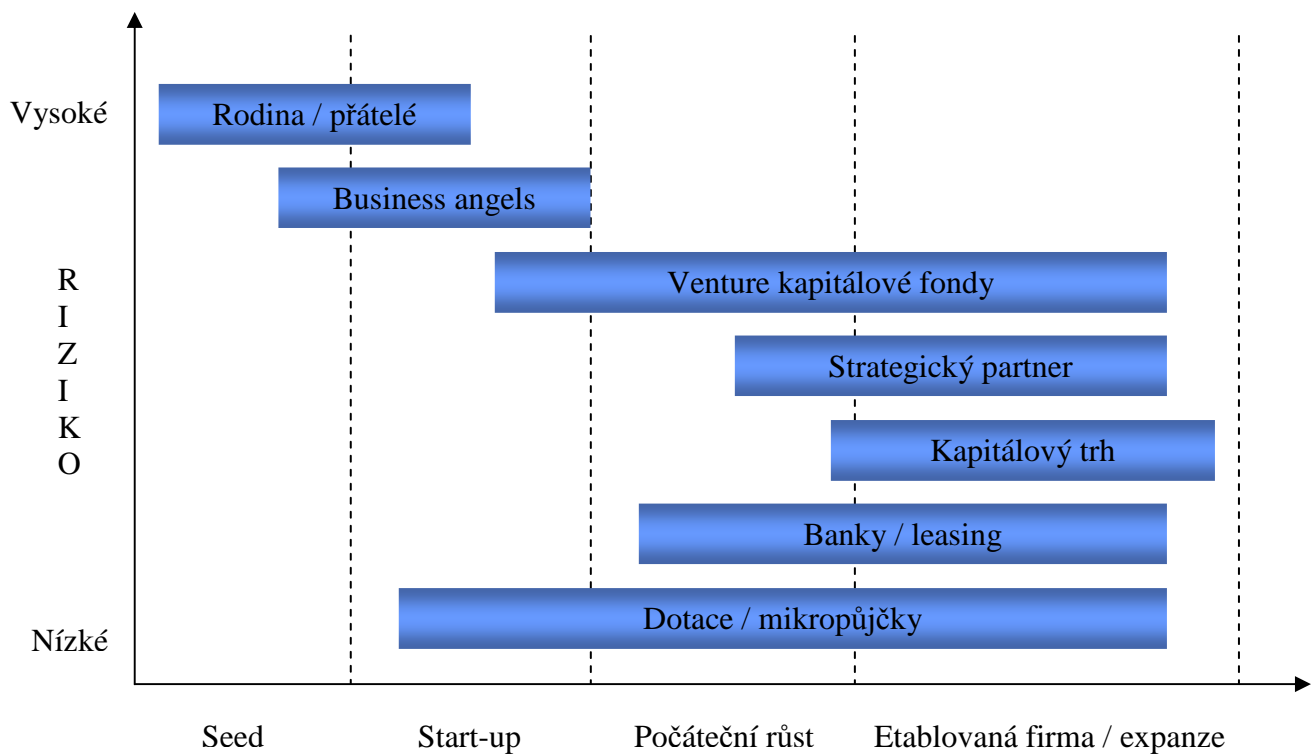 Vysoké
Rodina / přátelé
Business angels
Venture kapitálové fondy
R
I
Z
I
K
O
Strategický partner
Kapitálový trh
Banky / leasing
Dotace / mikropůjčky
Nízké
Seed
Start-up
Počáteční růst
Etablovaná firma / expanze